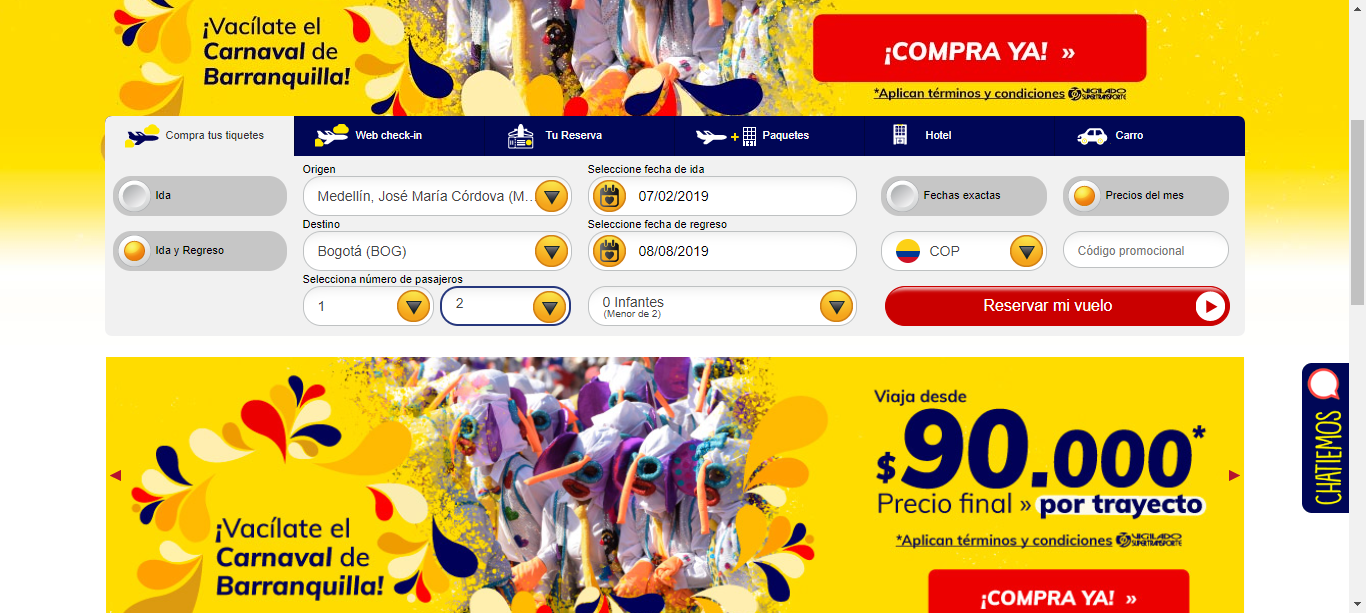 ¡Vacílate el
Carnaval de
Barranquilla!
¡COMPRA YA! »
*Aplican términos y condiciones VIGILADO
SUPERTRANSPORTE
Compra tus tiquetes
Web check-in
Tu Reserva
Paquetes
Hotel
Carro
Origen
Seleccione fecha de ida
Ida
Medellín, José María Córdova (M...
07/02/2019
Fechas exactas
Precios del mes
Destino
Seleccione fecha de regreso
Ida y Regreso
Bogotá (BOG)
08/08/2019
COP
Código promocional
Selecciona número de pasajeros
1
2
0 Infantes
(Menor de 2)
Reservar mi vuelo
Viaja desde
$90.000*
Precio final » por trayecto
*Aplican términos y condiciones VIGILADO
SUPERTRANSPORTE
¡Vacílate el
Carnaval de
Barranquilla!
¡COMPRA YA! »
CHATIEMOS